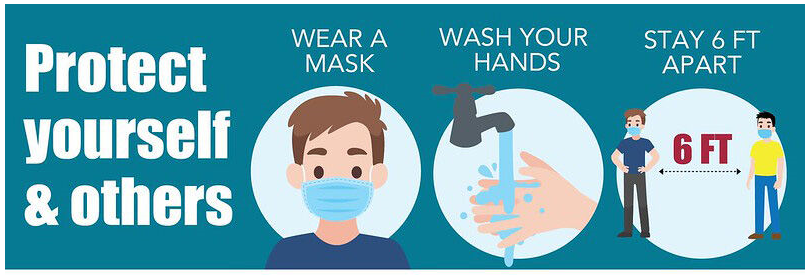 Protect
yourself
& others
WEAR A
MASK
WASH YOUR
HANDS
STAY 6 FT
APART
6 FT